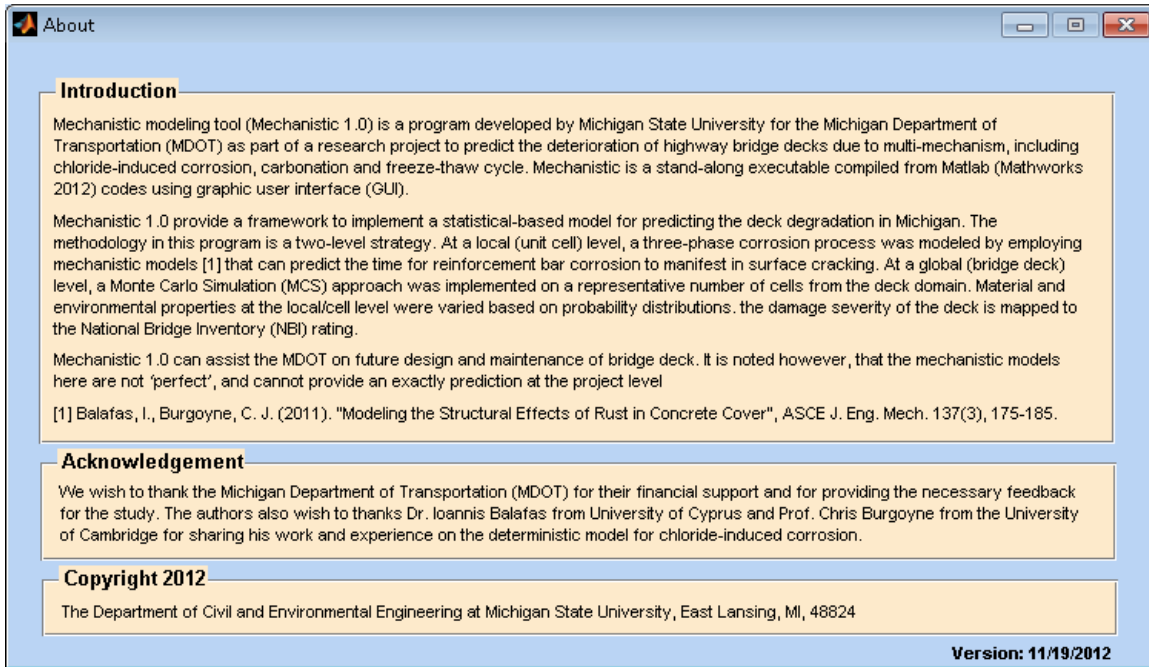 About
Introduction
Mechanistic modeling tool (Mechanistic 1.0) is a program developed by Michigan State University for the Michigan Department of
Transportation (MDOT) as part of a research project to predict the deterioration of highway bridge decks due to multi-mechanism, including
chloride-induced corrosion, carbonation and freeze-thaw cycle. Mechanistic is a stand-along executable compiled from Matlab (Mathworks
2012) codes using graphic user interface (GUI).
Mechanistic 1.0 provide a framework to implement a statistical-based model for predicting the deck degradation in Michigan. The
methodology in this program is a two-level strategy. At a local (unit cell) level, a three-phase corrosion process was modeled by employing
mechanistic models [1] that can predict the time for reinforcement bar corrosion to manifest in surface cracking. At a global (bridge deck)
level, a Monte Carlo Simulation (MCS) approach was implemented on a representative number of cells from the deck domain. Material and
environmental properties at the local/cell level were varied based on probability distributions. the damage severity of the deck is mapped to
the National Bridge Inventory (NBI) rating.
Mechanistic 1.0 can assist the MDOT on future design and maintenance of bridge deck. It is noted however, that the mechanistic models
here are not 'perfect', and cannot provide an exactly prediction at the project level
[1] Balafas, I., Burgoyne, C. J. (2011). "Modeling the Structural Effects of Rust in Concrete Cover", ASCE J. Eng. Mech. 137(3), 175-185.
Acknowledgement
We wish to thank the Michigan Department of Transportation (MDOT) for their financial support and for providing the necessary feedback
for the study. The authors also wish to thanks Dr. Ioannis Balafas from University of Cyprus and Prof. Chris Burgoyne from the University
of Cambridge for sharing his work and experience on the deterministic model for chloride-induced corrosion.
Copyright 2012
The Department of Civil and Environmental Engineering at Michigan State University, East Lansing, MI, 48824
Version: 11/19/2012